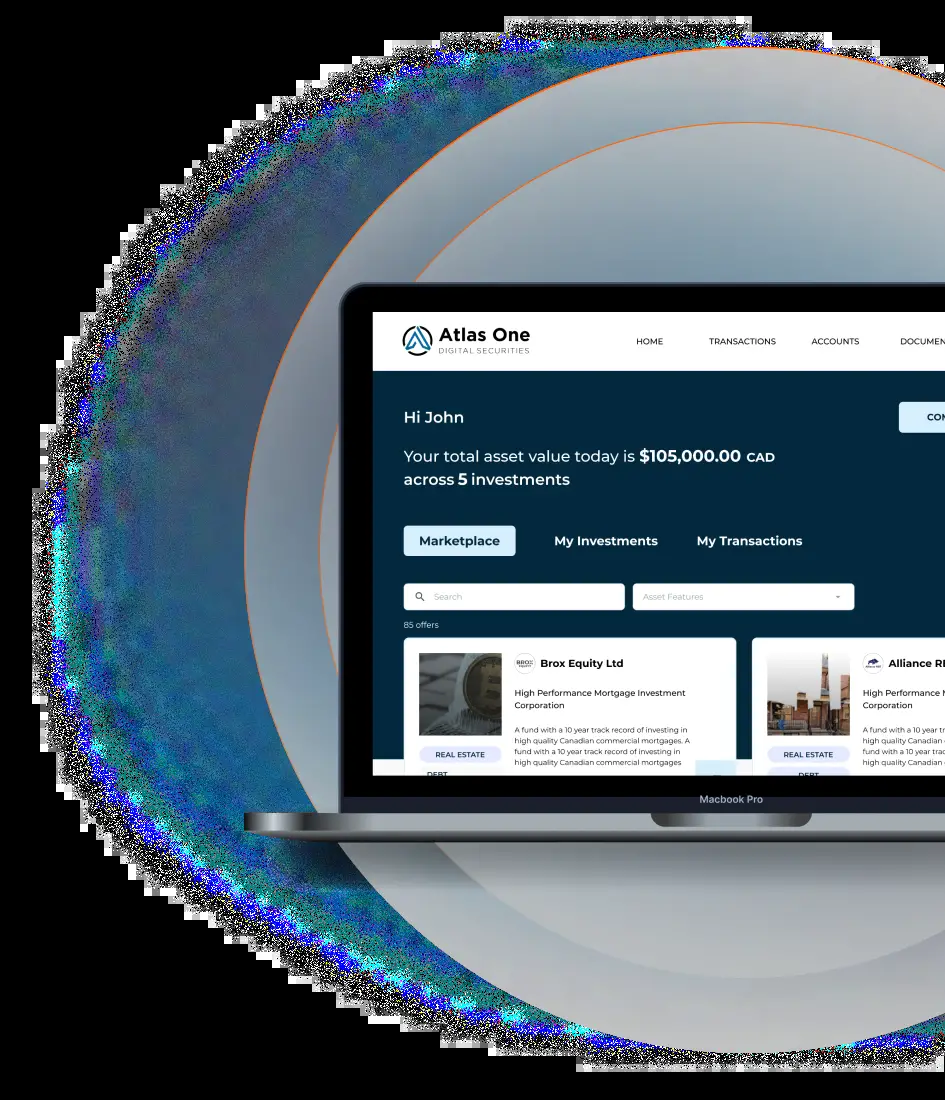 Atlas One
DIGITAL SECURITIES
HOME TRANSACTIONS ACCOUNTS DOCUMEN
Hi John
CON
Your total asset value today is $105,000.00 CAD
across 5 investments
Marketplace My Investments My Transactions
Search Asset Features
85 offers
BROX Brox Equity Ltd
High Performance Mortgage Investment
Corporation
A fund with a 10 year track record of investing in
high quality Canadian commercial mortgages. A
fund with a 10 year track record of investing in
high quality Canadian commercial mortgages
REAL ESTATE
DEBT
Alliance RE
High Performance M
Corporation
A fund with a 10 year tr
high quality Canadian
fund with a 10 year trac
high quality Canadian
REAL ESTATE
DEBT
Macbook Pro